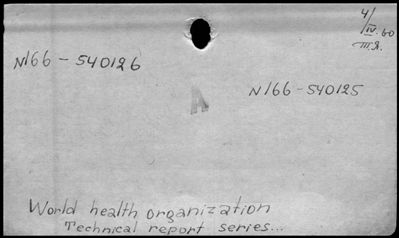 4/IV.60
N166 - 540126
N166 - 540125
A
World health organization
Technical report series...